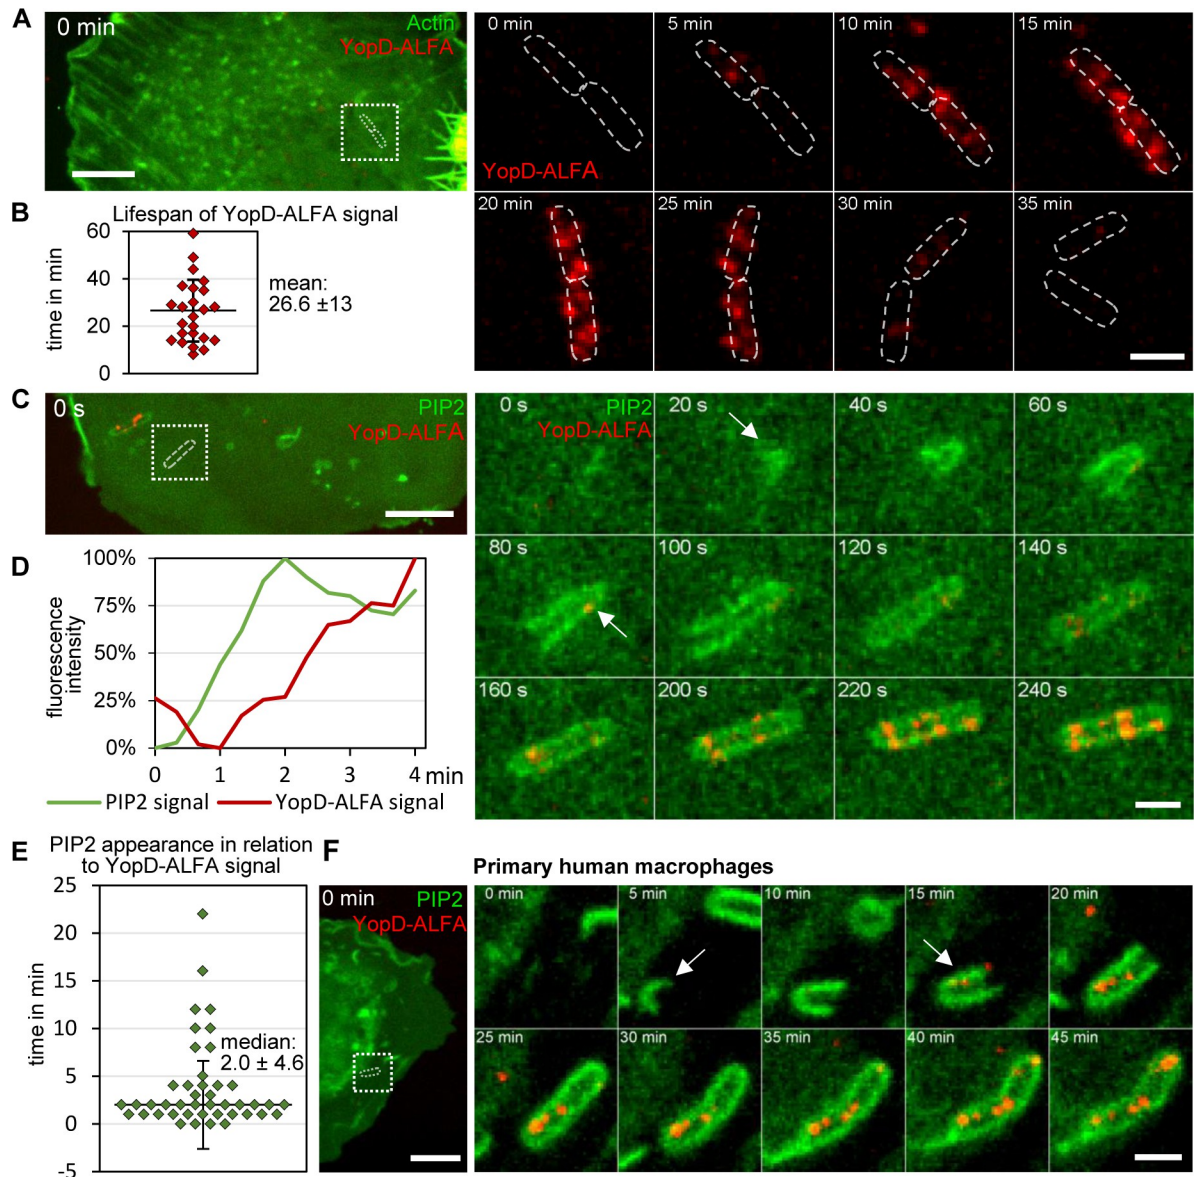 A
0 min
Actin
YopD-ALFA
0 min
5 min
10 min
15 min
YopD-ALFA
20 min
25 min
30 min
35 min
B
Lifespan of YopD-ALFA signal
60
40
20
0
time in min
mean:
26.6 ±13
C
0 s
PIP2
YopD-ALFA
0 s
PIP2
YopD-ALFA
20 s
40 s
60 s
80 s
100 s
120 s
140 s
160 s
200 s
220 s
240 s
D
100%
75%
50%
25%
0%
fluorescence
intensity
0 1 2 3 4 min
PIP2 signal YopD-ALFA signal
E
PIP2 appearance in relation
to YopD-ALFA signal
25
20
15
10
5
0
-5
time in min
median:
2.0 ± 4.6
F
0 min
PIP2
YopD-ALFA
Primary human macrophages
0 min
5 min
10 min
15 min
20 min
25 min
30 min
35 min
40 min
45 min